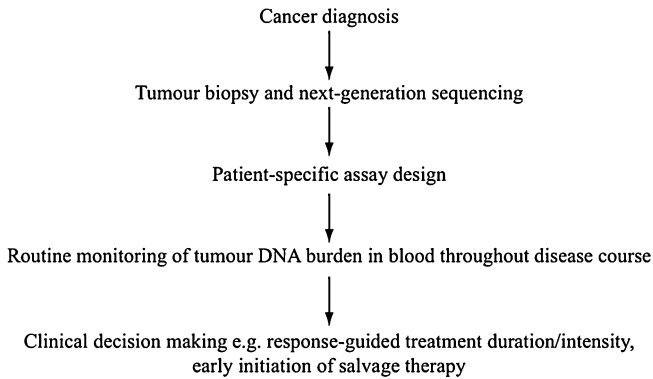 Cancer diagnosis
Tumour biopsy and next-generation sequencing
Patient-specific assay design
Routine monitoring of tumour DNA burden in blood throughout disease course
Clinical decision making e.g. response-guided treatment duration/intensity,
early initiation of salvage therapy